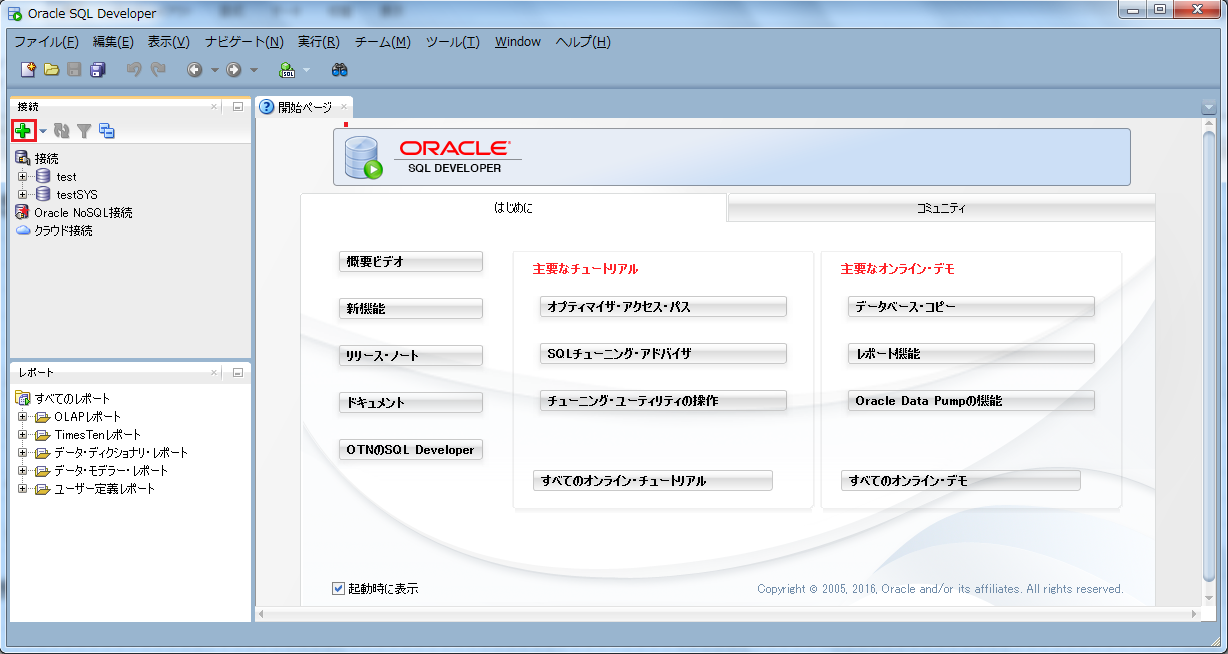 Oracle SQL Developer
ファイル(F) 編集(E) 表示(V) ナビゲート(N) 実行(R) チーム(M) ツール(T) Window ヘルプ(H)
SQL
接続
接続
test
testSYS
Oracle NoSQL接続
クラウド接続
レポート
すべてのレポート
OLAPレポート
TimesTenレポート
データ・ディクショナリ・レポート
データ・モデラー・レポート
ユーザー定義レポート
開始ページ
ORACLE
SQL DEVELOPER
はじめに
コミュニティ
概要ビデオ
新機能
リリース・ノート
ドキュメント
OTNのSQL Developer
主要なチュートリアル
オプティマイザ・アクセス・パス
SQLチューニング・アドバイザ
チューニング・ユーティリティの操作
すべてのオンライン・チュートリアル
主要なオンライン・デモ
データベース・コピー
レポート機能
Oracle Data Pumpの機能
すべてのオンライン・デモ
起動時に表示
Copyright © 2005, 2016, Oracle and/or its affiliates. All rights reserved.